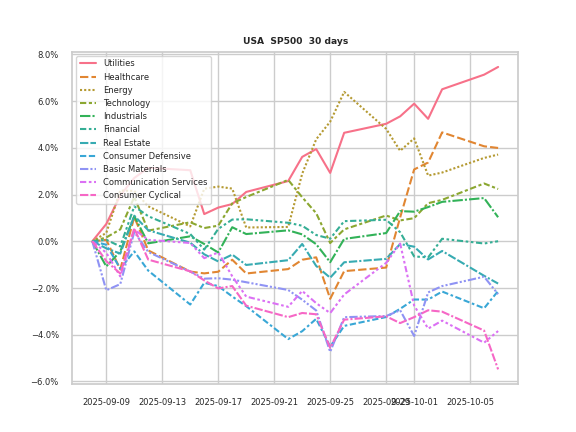 USA SP500 30 days
8.0%
6.0%
4.0%
2.0%
0.0%
−2.0%
−4.0%
−6.0%
Utilities
Healthcare
Energy
Technology
Industrials
Financial
Real Estate
Consumer Defensive
Basic Materials
Communication Services
Consumer Cyclical
2025-09-09 2025-09-13 2025-09-17 2025-09-21 2025-09-25 2025-09-29 2025-10-01 2025-10-05